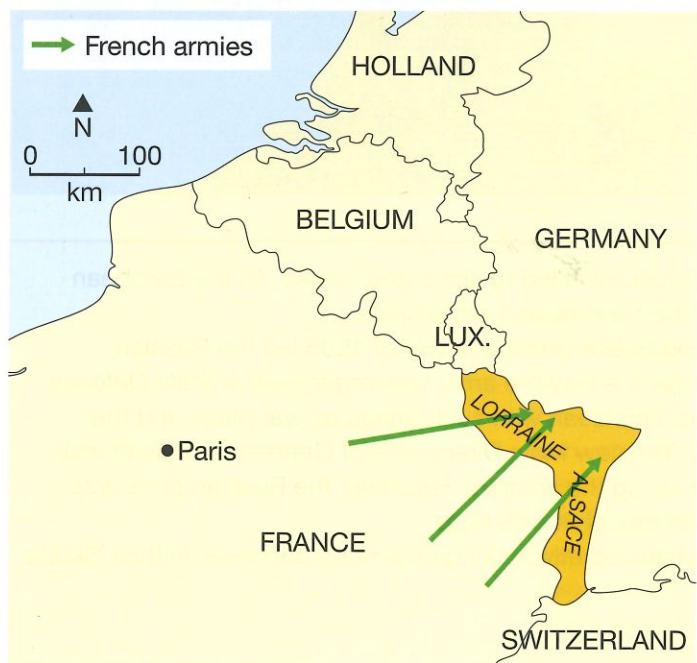 French armies
HOLLAND
N
0 100
km
BELGIUM
GERMANY
LUX.
LORRAINE
Paris
ALSACE
FRANCE
SWITZERLAND